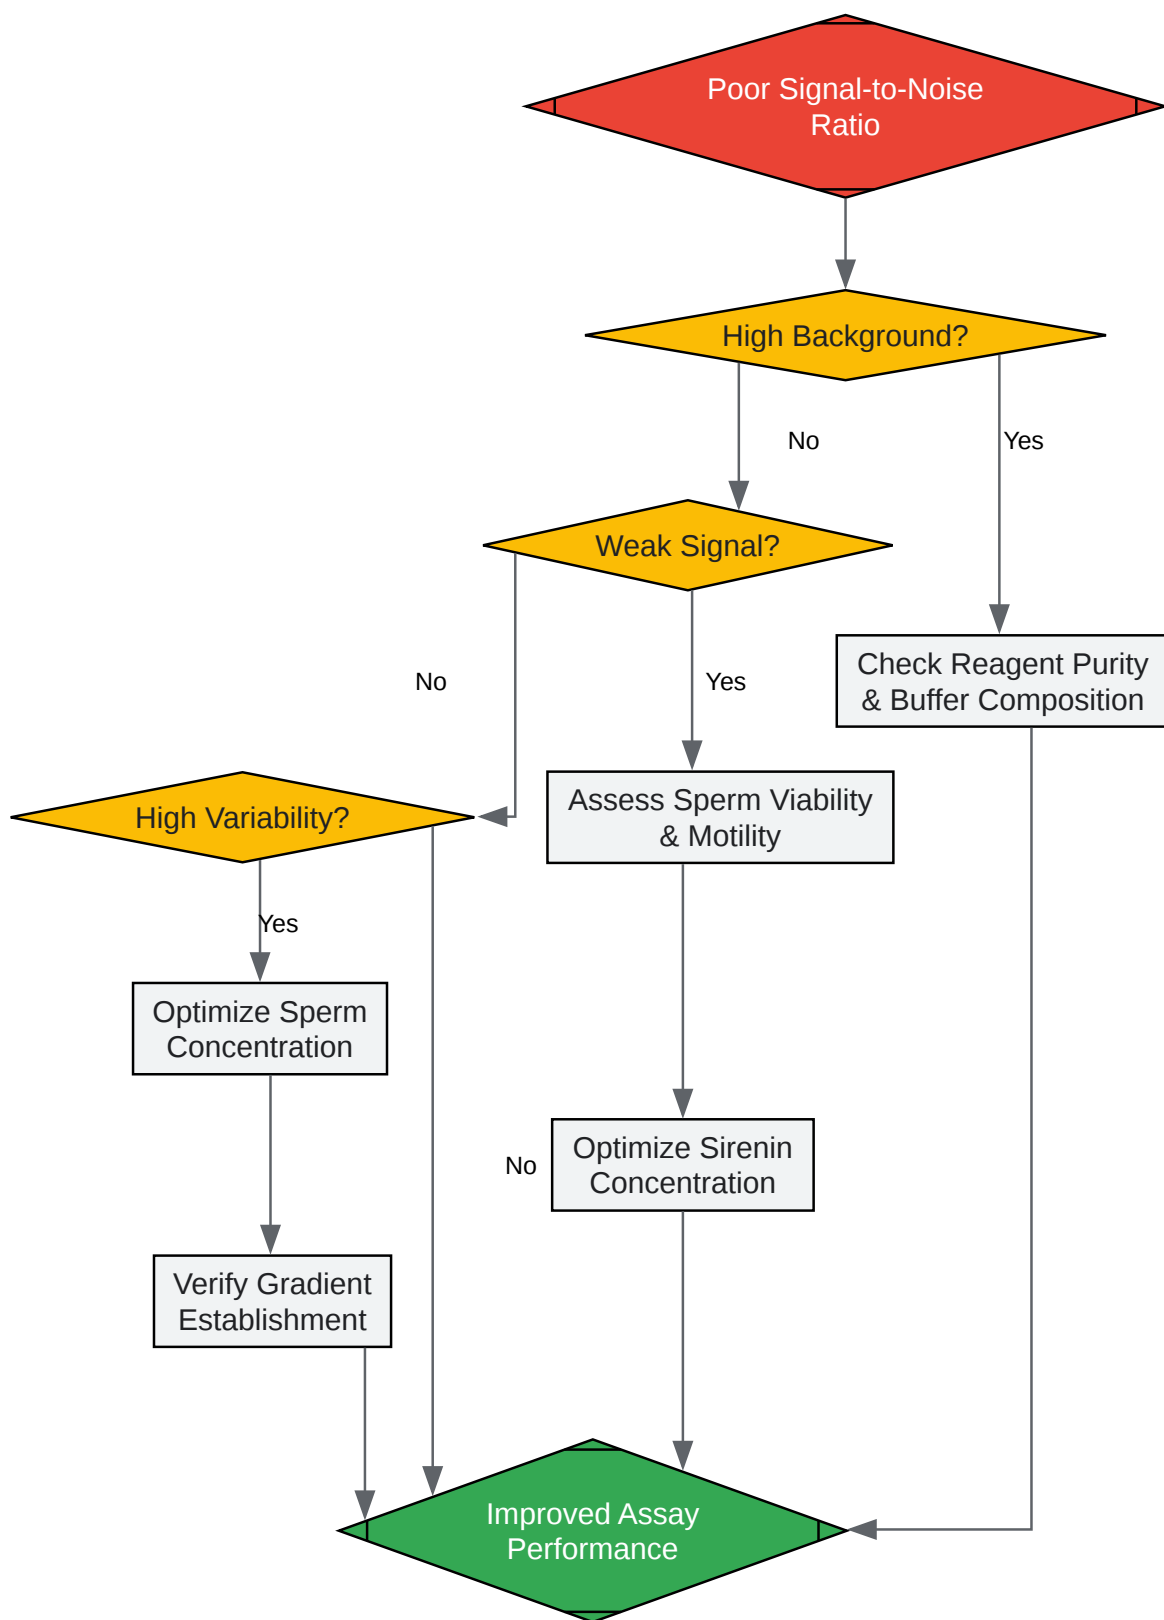 Poor Signal-to-Noise
Ratio
High Background?
No
Yes
Weak Signal?
No
Yes
Check Reagent Purity
& Buffer Composition
High Variability?
Assess Sperm Viability
& Motility
Yes
Optimize Sperm
Concentration
No
Optimize Sirenin
Concentration
Verify Gradient
Establishment
Improved Assay
Performance